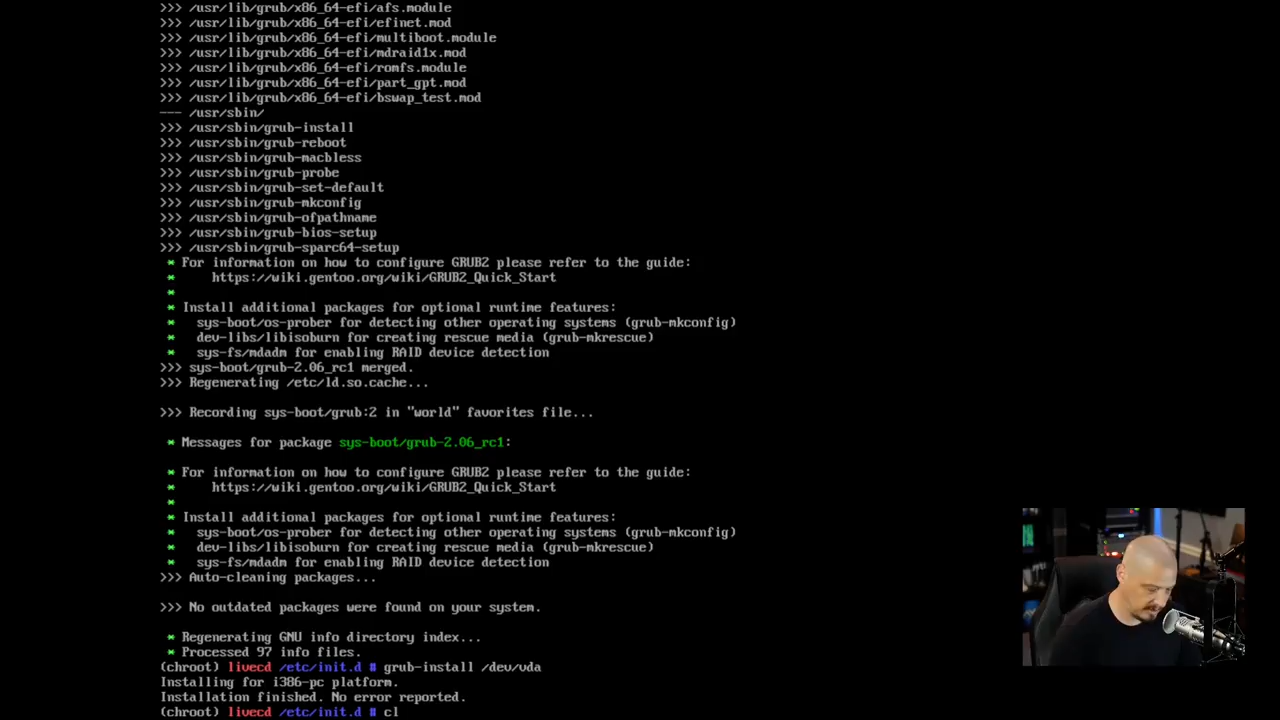 >>> /usr/lib/grub/x86_64-efi/afs.module
>>> /usr/lib/grub/x86_64-efi/efinet.mod
>>> /usr/lib/grub/x86_64-efi/multiboot.module
>>> /usr/lib/grub/x86_64-efi/mdraid1x.mod
>>> /usr/lib/grub/x86_64-efi/romfs.module
>>> /usr/lib/grub/x86_64-efi/part_gpt.mod
>>> /usr/lib/grub/x86_64-efi/bswap_test.mod
--- /usr/sbin/
>>> /usr/sbin/grub-install
>>> /usr/sbin/grub-reboot
>>> /usr/sbin/grub-macbless
>>> /usr/sbin/grub-probe
>>> /usr/sbin/grub-set-default
>>> /usr/sbin/grub-mkconfig
>>> /usr/sbin/grub-ofpathname
>>> /usr/sbin/grub-bios-setup
>>> /usr/sbin/grub-sparc64-setup
* For information on how to configure GRUB2 please refer to the guide:
*     https://wiki.gentoo.org/wiki/GRUB2_Quick_Start
*
* Install additional packages for optional runtime features:
*   sys-boot/os-prober for detecting other operating systems (grub-mkconfig)
*   dev-libs/libisoburn for creating rescue media (grub-mkrescue)
*   sys-fs/mdadm for enabling RAID device detection
>>> sys-boot/grub-2.06_rc1 merged.
>>> Regenerating /etc/ld.so.cache...
>>> Recording sys-boot/grub:2 in "world" favorites file...
* Messages for package sys-boot/grub-2.06_rc1:
* For information on how to configure GRUB2 please refer to the guide:
*     https://wiki.gentoo.org/wiki/GRUB2_Quick_Start
*
* Install additional packages for optional runtime features:
*   sys-boot/os-prober for detecting other operating systems (grub-mkconfig)
*   dev-libs/libisoburn for creating rescue media (grub-mkrescue)
*   sys-fs/mdadm for enabling RAID device detection
>>> Auto-cleaning packages...
>>> No outdated packages were found on your system.
* Regenerating GNU info directory index...
* Processed 97 info files.
(chroot) livecd /etc/init.d # grub-install /dev/vda
Installing for i386-pc platform.
Installation finished. No error reported.
(chroot) livecd /etc/init.d # cl